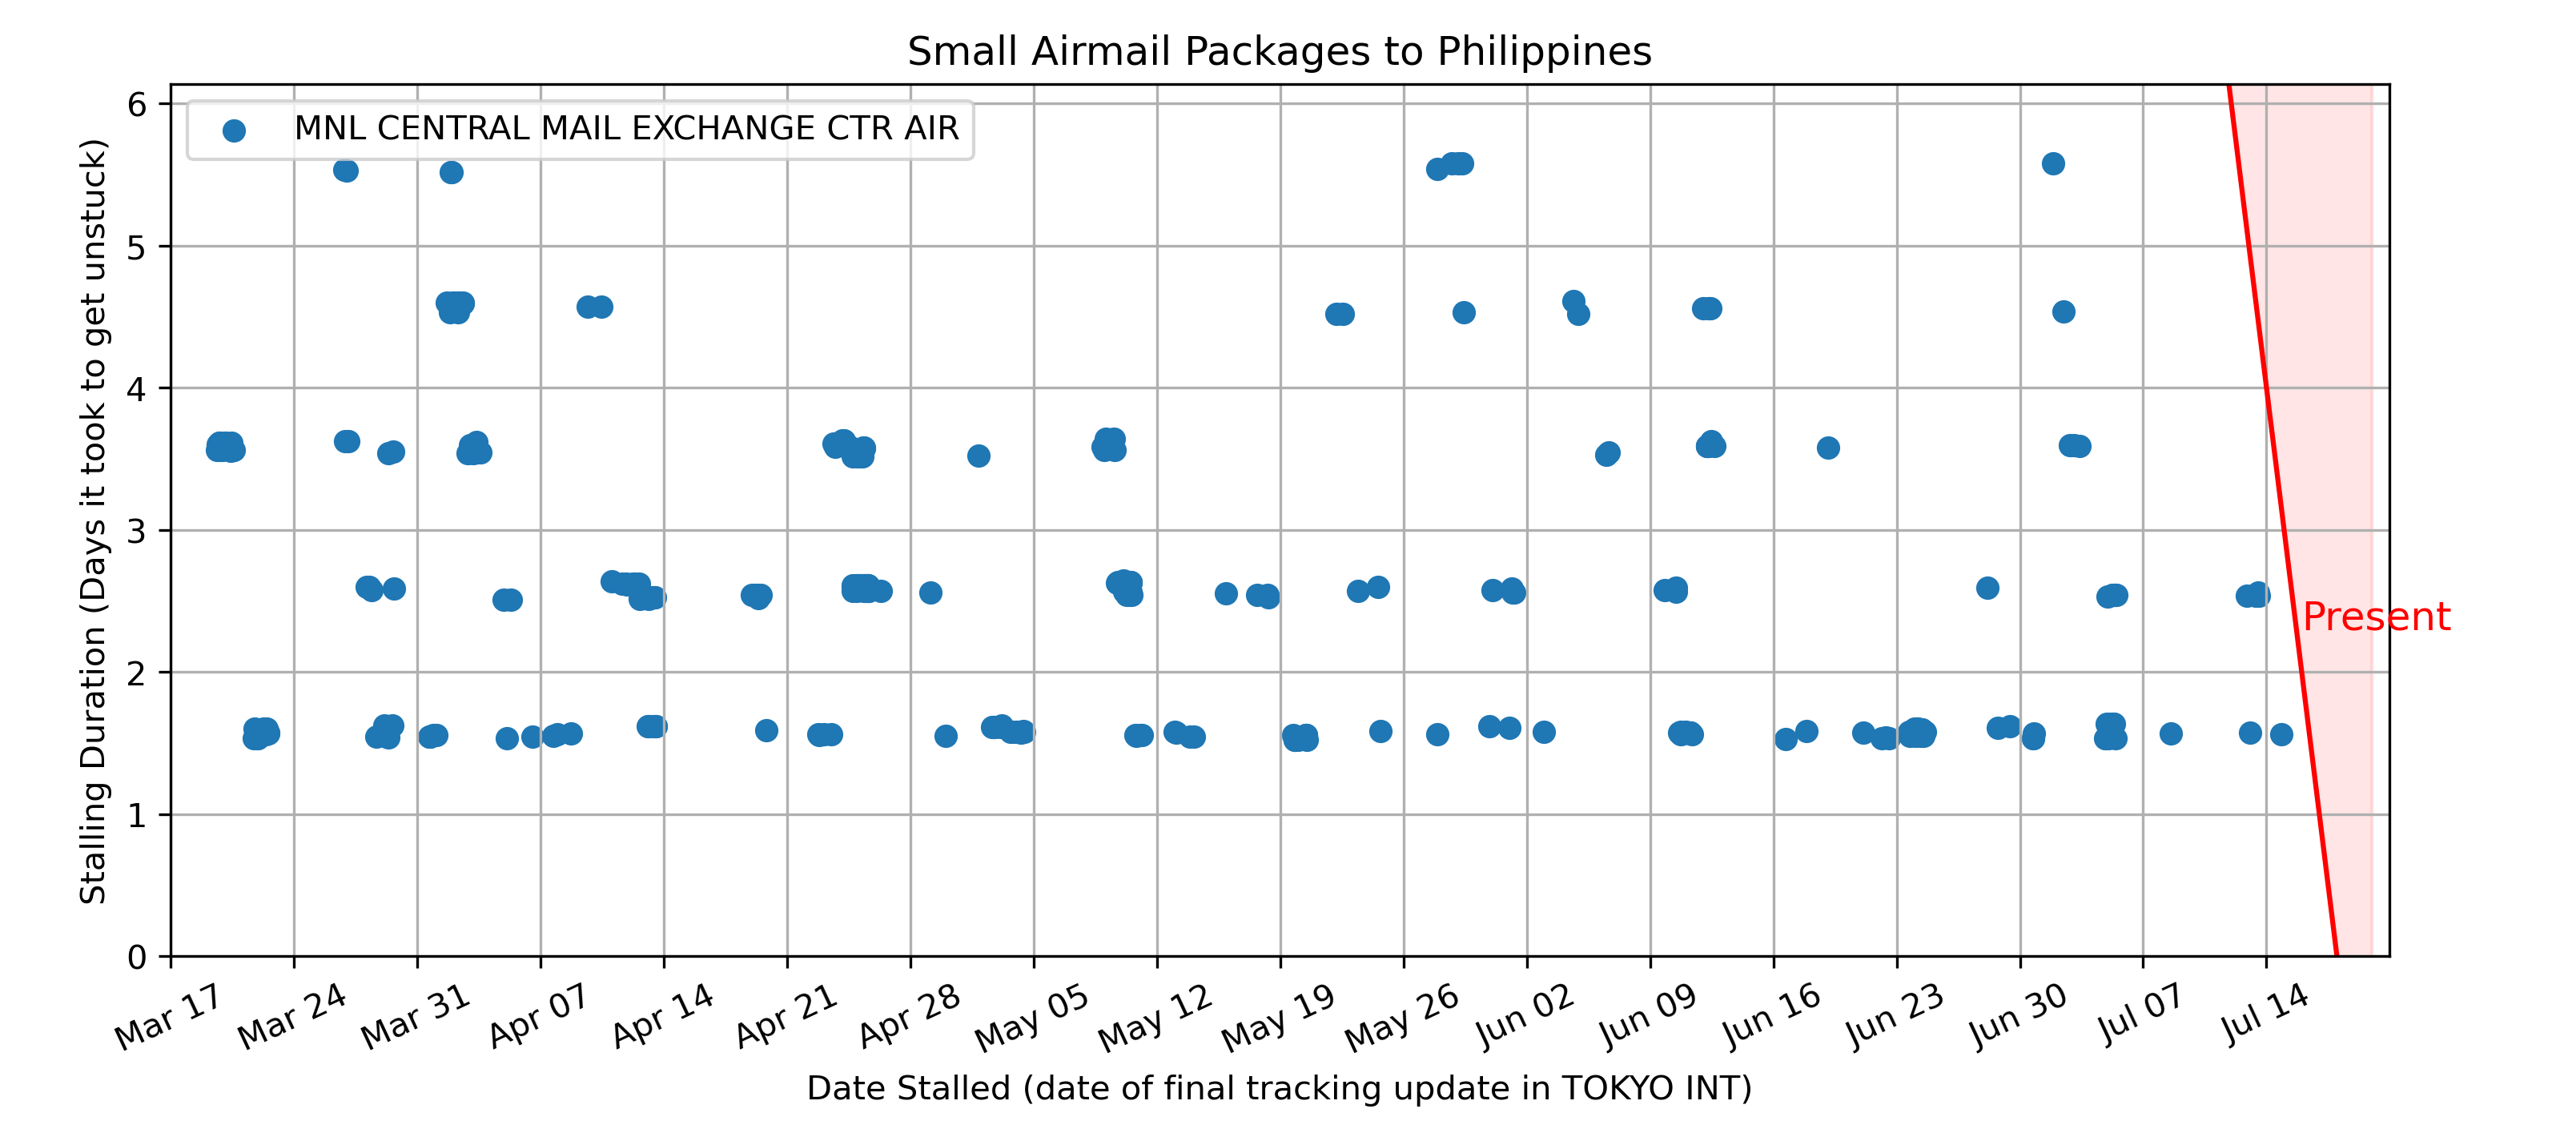 Small Airmail Packages to Philippines
MNL CENTRAL MAIL EXCHANGE CTR AIR
Stalling Duration (Days it took to get unstuck)
6
5
4
3
2
1
0
Present
Mar 17 Mar 24 Mar 31 Apr 07 Apr 14 Apr 21 Apr 28 May 05 May 12 May 19 May 26 Jun 02 Jun 09 Jun 16 Jun 23 Jun 30 Jul 07 Jul 14
Date Stalled (date of final tracking update in TOKYO INT)